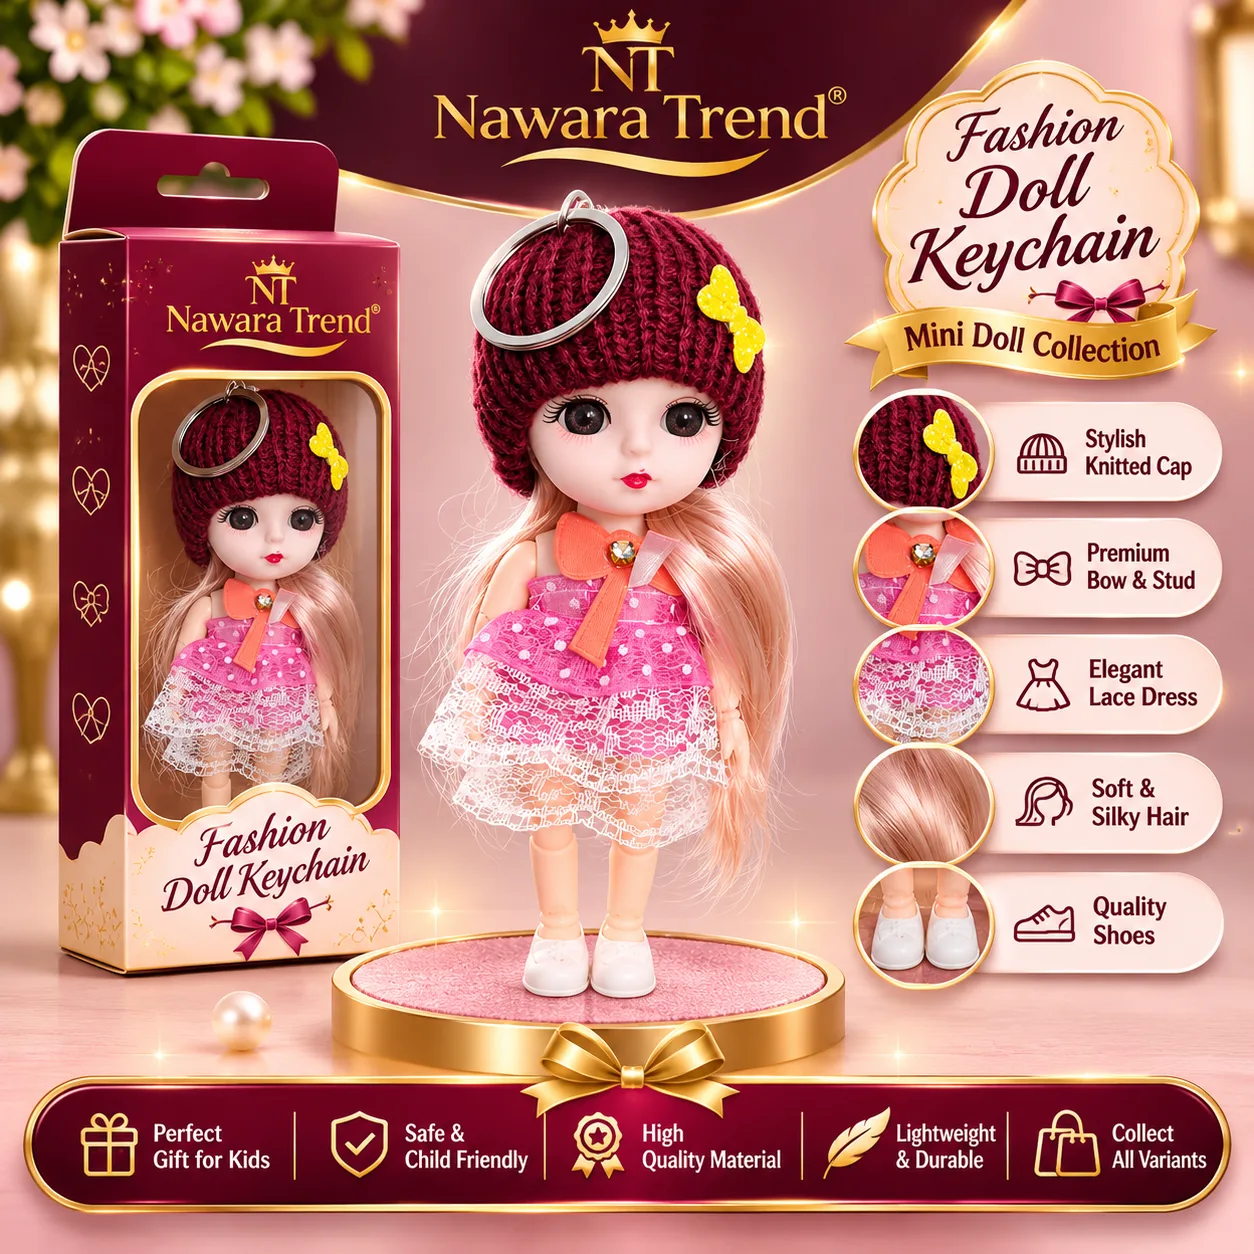 NT
Nawara Trend®
Fashion
Doll
Keychain
Mini Doll Collection
NT
Nawara Trend®
Fashion
Doll Keychain
Stylish
Knitted Cap
Premium
Bow & Stud
Elegant
Lace Dress
Soft &
Silky Hair
Quality
Shoes
Perfect
Gift for Kids
Safe &
Child Friendly
High
Quality Material
Lightweight
& Durable
Collect
All Variants